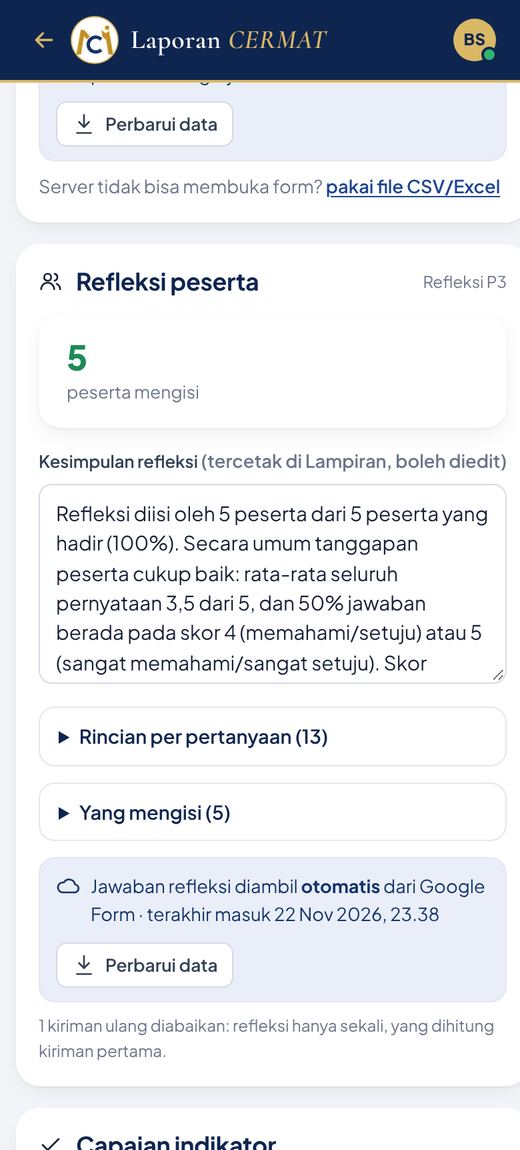 Laporan CERMAT
BS
Perbarui data
Server tidak bisa membuka form? pakai file CSV/Excel
Refleksi peserta
Refleksi P3
5
peserta mengisi
Kesimpulan refleksi (tercetak di Lampiran, boleh diedit)
Refleksi diisi oleh 5 peserta dari 5 peserta yang
hadir (100%). Secara umum tanggapan
peserta cukup baik: rata-rata seluruh
pernyataan 3,5 dari 5, dan 50% jawaban
berada pada skor 4 (memahami/setuju) atau 5
(sangat memahami/sangat setuju). Skor
Rincian per pertanyaan (13)
Yang mengisi (5)
Jawaban refleksi diambil otomatis dari Google
Form · terakhir masuk 22 Nov 2026, 23.38
Perbarui data
1 kiriman ulang diabaikan: refleksi hanya sekali, yang dihitung
kiriman pertama.
Capaian indikator